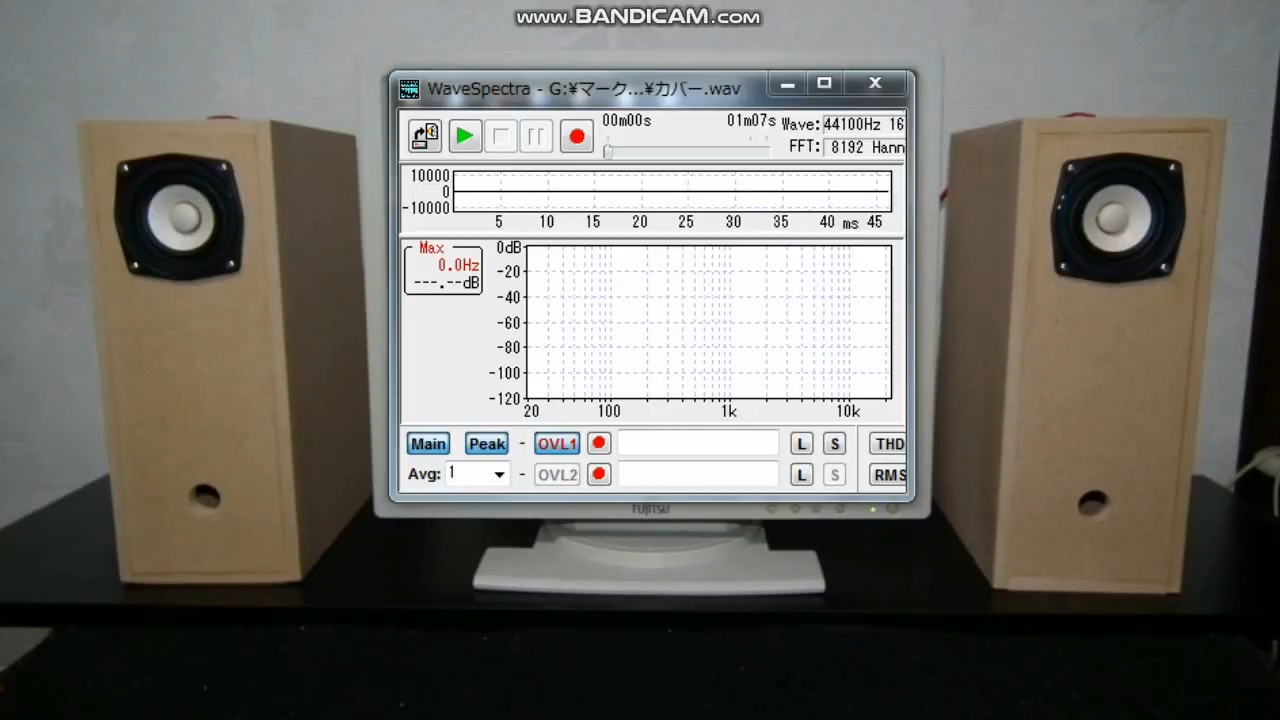 www.BANDICAM.com
WaveSpectra - G:¥マーク...¥カバー.wav
00m00s 01m07s Wave: 44100Hz 16
FFT: 8192 Hann
10000
0
-10000
5 10 15 20 25 30 35 40 ms 45
Max
0.0Hz
---.--dB
0dB
-20
-40
-60
-80
-100
-120
20 100 1k 10k
Main Peak - OVL1 L S THD
Avg: 1 - OVL2 L S RMS
FUJITSU